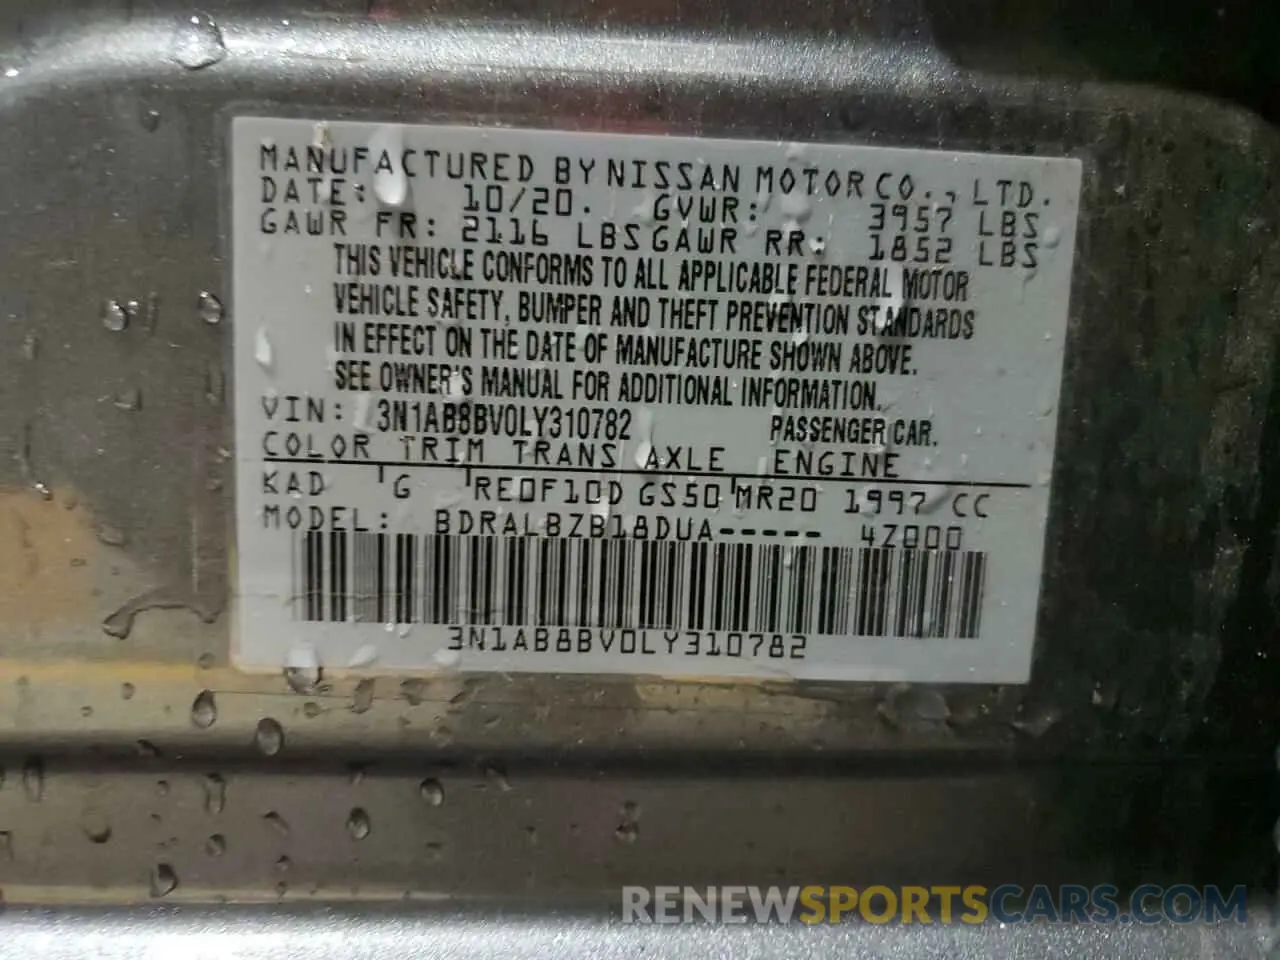 MANUFACTURED BY NISSAN MOTOR CO., LTD.
DATE: 10/20. GVWR: 3957 LBS
GAWR FR: 2116 LBS GAWR RR: 1852 LBS
THIS VEHICLE CONFORMS TO ALL APPLICABLE FEDERAL MOTOR
VEHICLE SAFETY, BUMPER AND THEFT PREVENTION STANDARDS
IN EFFECT ON THE DATE OF MANUFACTURE SHOWN ABOVE.
SEE OWNER'S MANUAL FOR ADDITIONAL INFORMATION.
VIN: 3N1AB8BV0LY310782 PASSENGER CAR.
COLOR TRIM TRANS AXLE ENGINE
KAD G RE0F10D GS50 MR20 1997 CC
MODEL: BDRALBZB18DUA----- 4Z000
3N1AB8BV0LY310782
RENEWSPORTSCARS.COM